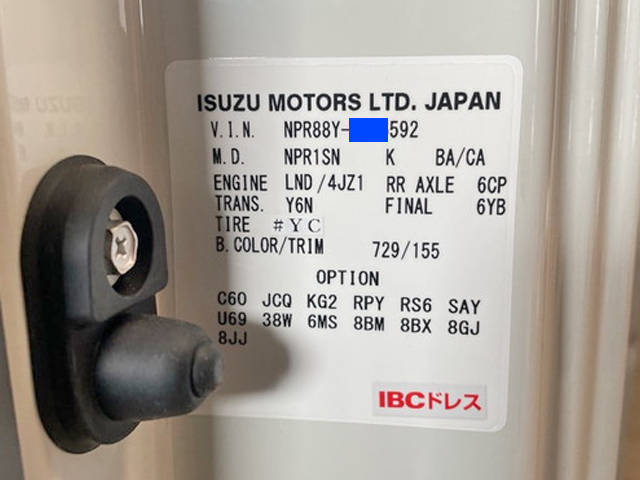 ISUZU MOTORS LTD. JAPAN
V.I.N. NPR88Y- 592
M.D. NPR1SN K BA/CA
ENGINE LND/4JZ1 RR AXLE 6CP
TRANS. Y6N FINAL 6YB
TIRE #YC
B.COLOR/TRIM 729/155
OPTION
C60 JCQ KG2 RPY RS6 SAY
U69 38W 6MS 8BM 8BX 8GJ
8JJ
IBCドレス